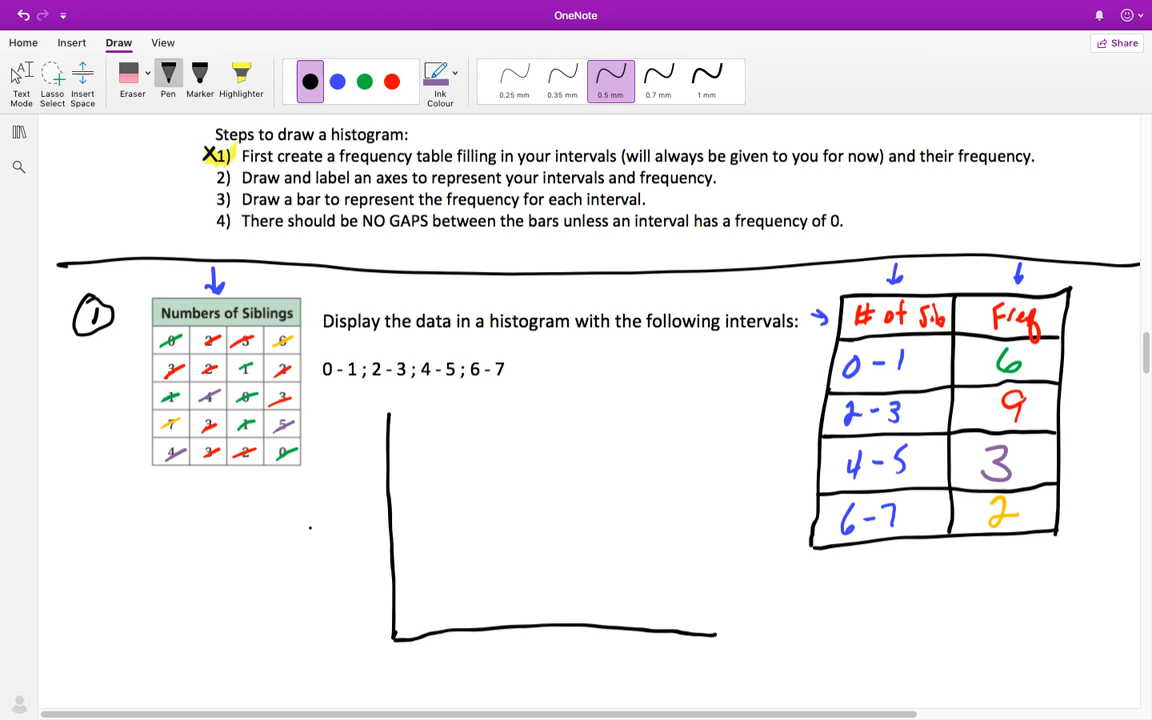 OneNote
Home Insert Draw View
Share
Text Mode
Lasso Select
Insert Space
Eraser
Pen
Marker
Highlighter
Ink Colour
0.25 mm
0.35 mm
0.5 mm
0.7 mm
1 mm
Steps to draw a histogram:
X1) First create a frequency table filling in your intervals (will always be given to you for now) and their frequency.
2) Draw and label an axes to represent your intervals and frequency.
3) Draw a bar to represent the frequency for each interval.
4) There should be NO GAPS between the bars unless an interval has a frequency of 0.
1
Numbers of Siblings
Display the data in a histogram with the following intervals:
0 - 1 ; 2 - 3 ; 4 - 5 ; 6 - 7
# of Sib Freq
0 - 1 6
2 - 3 9
4 - 5 3
6 - 7 2